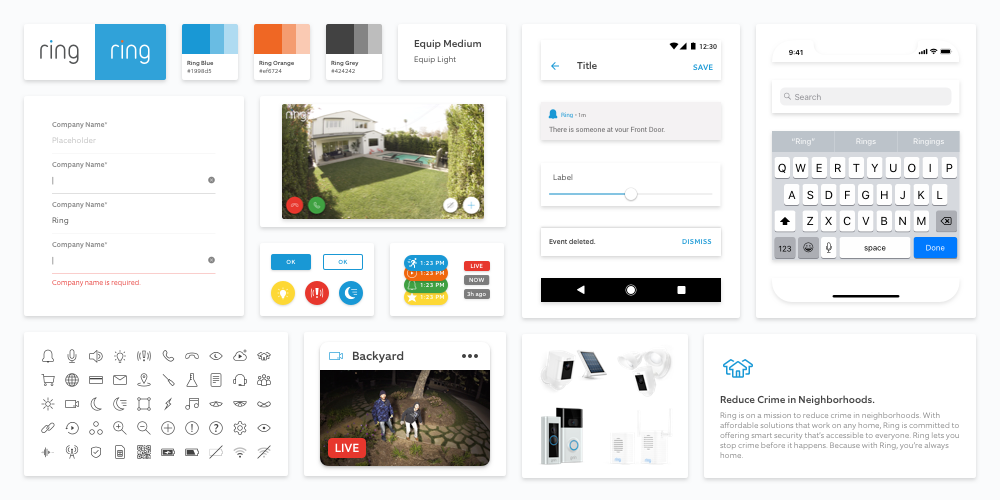 ring
ring
Ring Blue
#1998d5
Ring Orange
#ef6724
Ring Grey
#424242
Equip Medium
Equip Light
Company Name*
Placeholder
Company Name*
Company Name*
Ring
Company Name*
Company name is required.
ring
OK
OK
1:23 PM
1:23 PM
1:23 PM
1:23 PM
LIVE
NOW
3h ago
12:30
Title
SAVE
Ring • 1m
There is someone at your Front Door.
Label
Event deleted.
DISMISS
9:41
Search
"Ring"
Rings
Ringings
Q W E R T Y U O I P
A S D F G H J K L
Z X C V B N M
123
space
Done
Backyard
LIVE
Reduce Crime in Neighborhoods.
Ring is on a mission to reduce crime in neighborhoods. With
affordable solutions that work on any home, Ring is committed to
offering smart security that's accessible to everyone. Ring lets you
stop crime before it happens. Because with Ring, you're always
home.